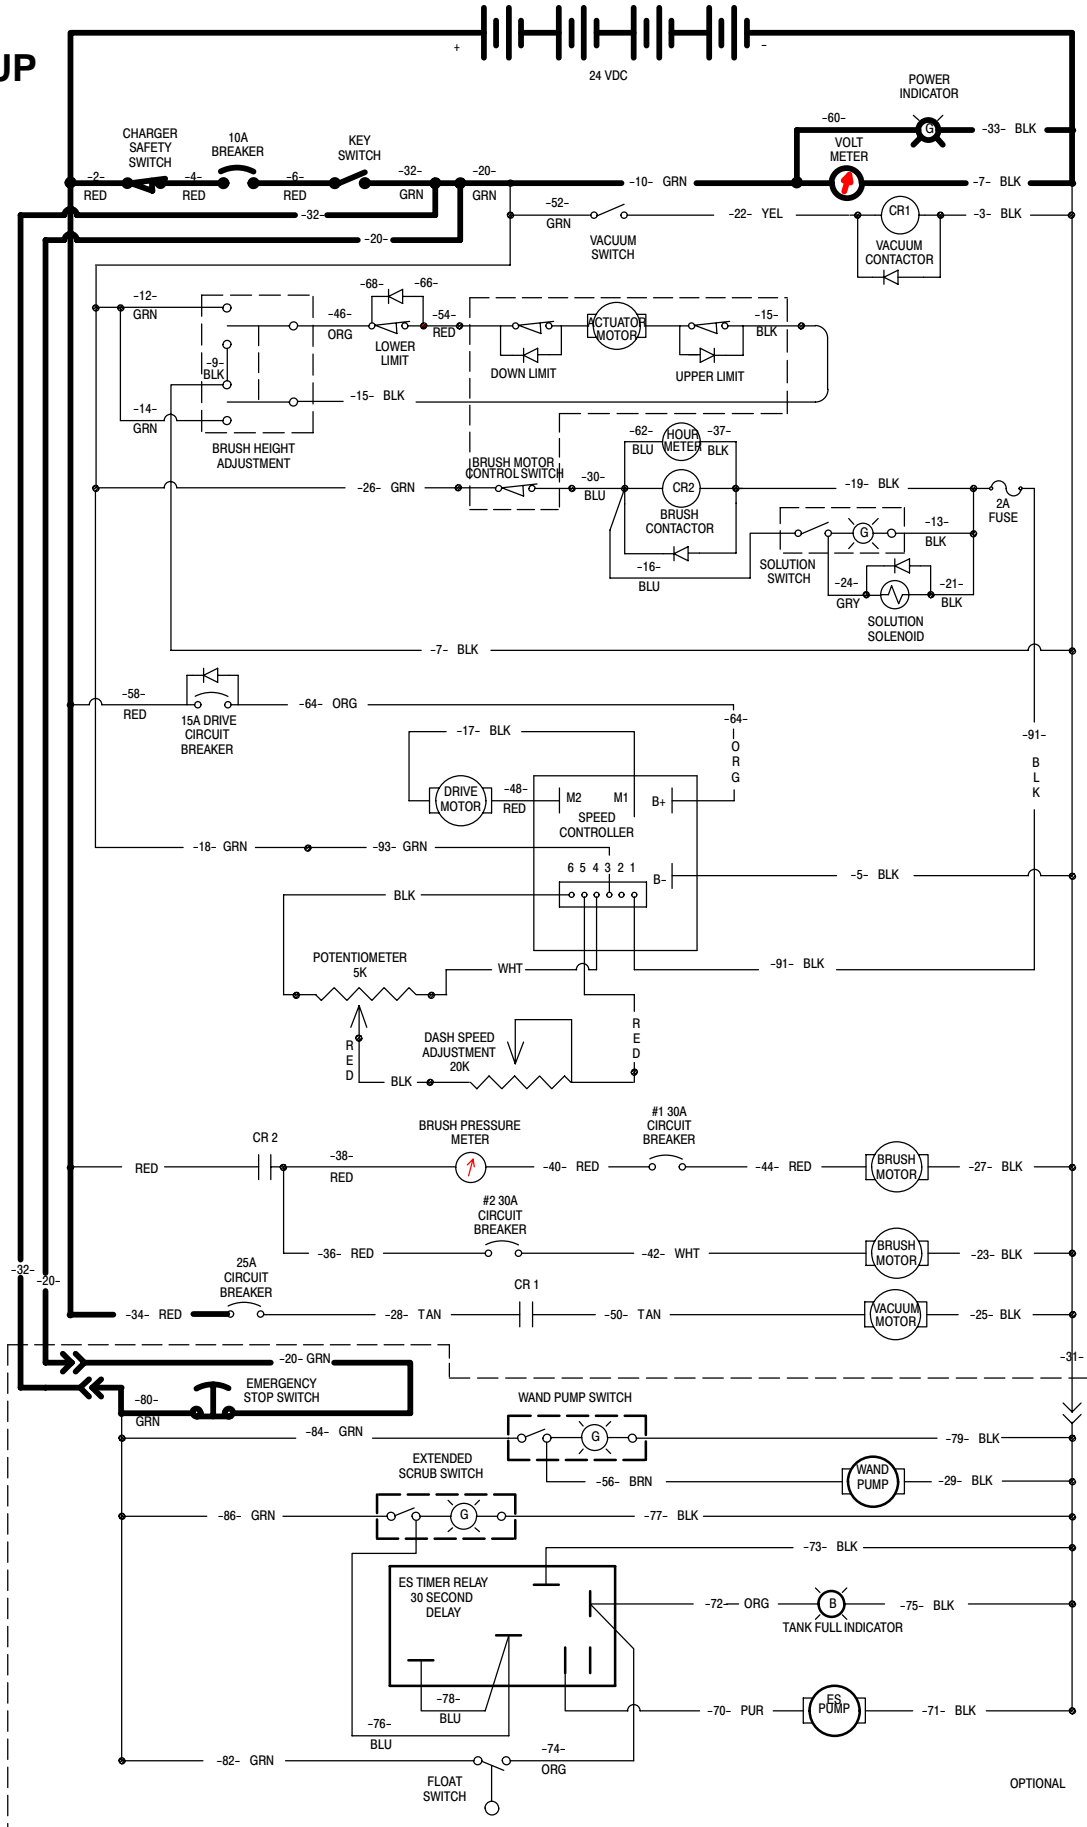 UP
+
–
24 VDC
POWER
INDICATOR
-60-
G
-33- BLK
CHARGER
SAFETY
SWITCH
10A
BREAKER
KEY
SWITCH
VOLT
METER
-2-
RED
-4-
RED
-6-
RED
-32-
GRN
-20-
GRN
-10- GRN
-7- BLK
-32-
-20-
-52-
GRN
VACUUM
SWITCH
-22- YEL
CR1
-3- BLK
VACUUM
CONTACTOR
-12-
GRN
-46-
ORG
-68-
-66-
LOWER
LIMIT
-54-
RED
DOWN LIMIT
ACTUATOR
MOTOR
UPPER LIMIT
-15-
BLK
-9-
BLK
-15- BLK
-14-
GRN
BRUSH HEIGHT
ADJUSTMENT
-62-
BLU
HOUR
METER
-37-
BLK
BRUSH MOTOR
CONTROL SWITCH
-26- GRN
-30-
BLU
CR2
BRUSH
CONTACTOR
-19- BLK
2A
FUSE
-16-
BLU
SOLUTION
SWITCH
G
-13-
BLK
-24-
GRY
-21-
BLK
SOLUTION
SOLENOID
-7- BLK
-58-
RED
15A DRIVE
CIRCUIT
BREAKER
-64- ORG
-64-
O
R
G
-17- BLK
-91-
B
L
K
DRIVE
MOTOR
-48-
RED
M2
M1
B+
SPEED
CONTROLLER
-18- GRN
-93- GRN
6 5 4 3 2 1
B-
-5- BLK
BLK
POTENTIOMETER
5K
WHT
-91- BLK
R
E
D
DASH SPEED
ADJUSTMENT
20K
R
E
D
BLK
#1 30A
CIRCUIT
BREAKER
BRUSH PRESSURE
METER
CR 2
RED
-38-
RED
-40- RED
-44- RED
BRUSH
MOTOR
-27- BLK
#2 30A
CIRCUIT
BREAKER
-36- RED
-42- WHT
BRUSH
MOTOR
-23- BLK
-32-
-20-
25A
CIRCUIT
BREAKER
-34- RED
-28- TAN
CR 1
-50- TAN
VACUUM
MOTOR
-25- BLK
-31-
-20- GRN
EMERGENCY
STOP SWITCH
-80-
GRN
WAND PUMP SWITCH
-84- GRN
G
-79- BLK
-56- BRN
WAND
PUMP
-29- BLK
EXTENDED
SCRUB SWITCH
-86- GRN
G
-77- BLK
-73- BLK
ES TIMER RELAY
30 SECOND
DELAY
-72- ORG
B
-75- BLK
TANK FULL INDICATOR
-78-
BLU
-70- PUR
ES
PUMP
-71- BLK
-76-
BLU
-82- GRN
-74-
ORG
FLOAT
SWITCH
OPTIONAL